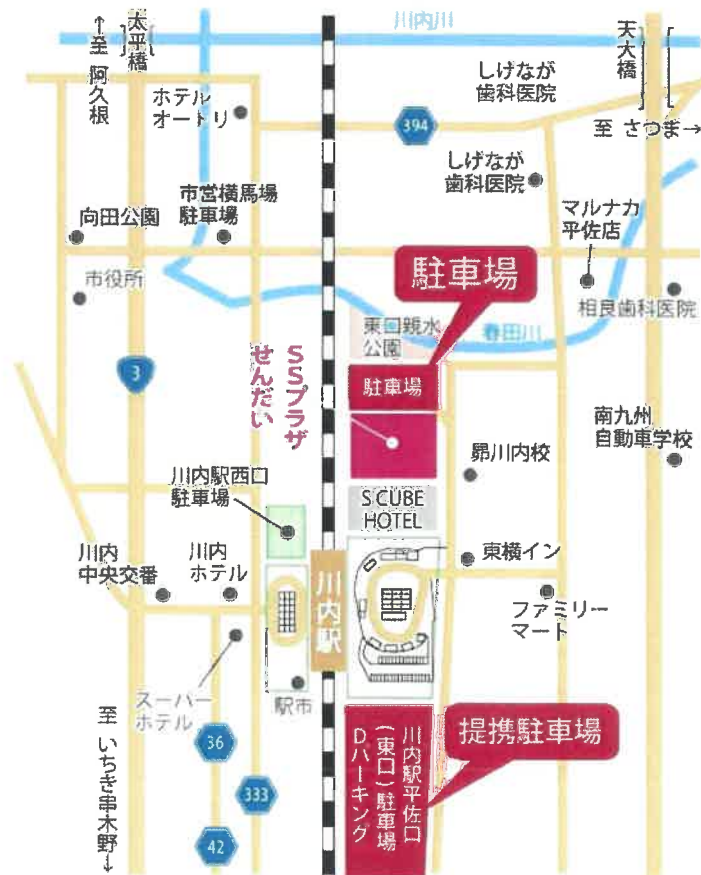 川内川
太平橋
←至 阿久根
天大橋
しげなが
歯科医院
至 さつま→
ホテル
オートリ
394
しげなが
歯科医院
市営横馬場
駐車場
向田公園
マルナカ
平佐店
市役所
駐車場
相良歯科医院
東口親水
公園
春田川
3
SSプラザ
せんだい
駐車場
南九州
自動車学校
昴川内校
川内駅西口
駐車場
S CUBE
HOTEL
川内
中央交番
川内
ホテル
川内駅
東横イン
ファミリー
マート
スーパー
ホテル
駅市
至 いちき串木野→
36
333
42
川内駅平佐口
(東口)駐車場
Dパーキング
提携駐車場